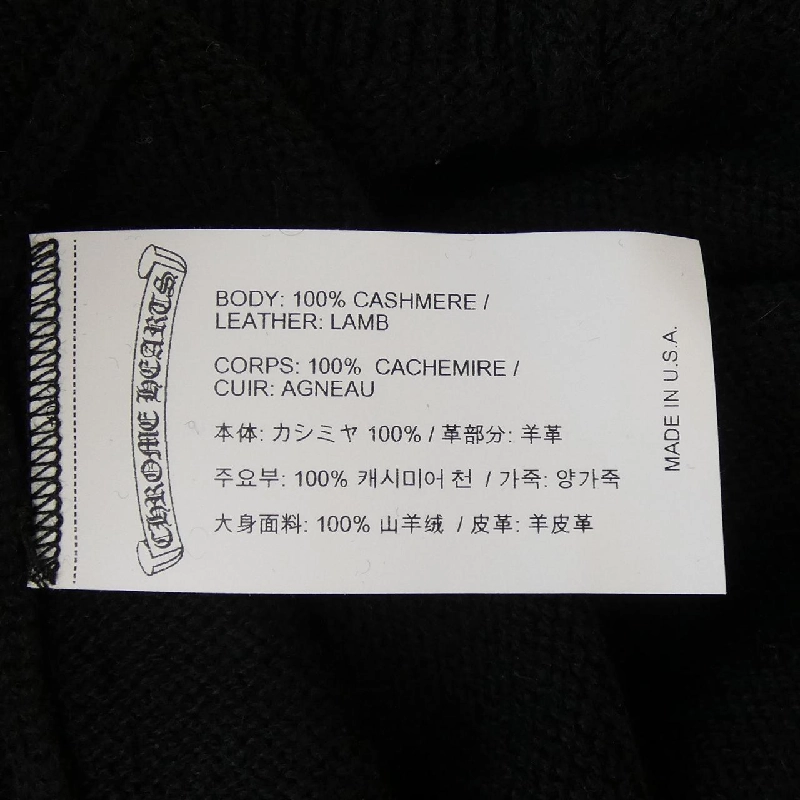 CHROME HEARTS
BODY: 100% CASHMERE /
LEATHER: LAMB
CORPS: 100% CACHEMIRE /
CUIR: AGNEAU
本体: カシミヤ 100% / 革部分: 羊革
주요부: 100% 캐시미어 천 / 가죽: 양가죽
大身面料: 100% 山羊绒 / 皮革: 羊皮革
MADE IN U.S.A.